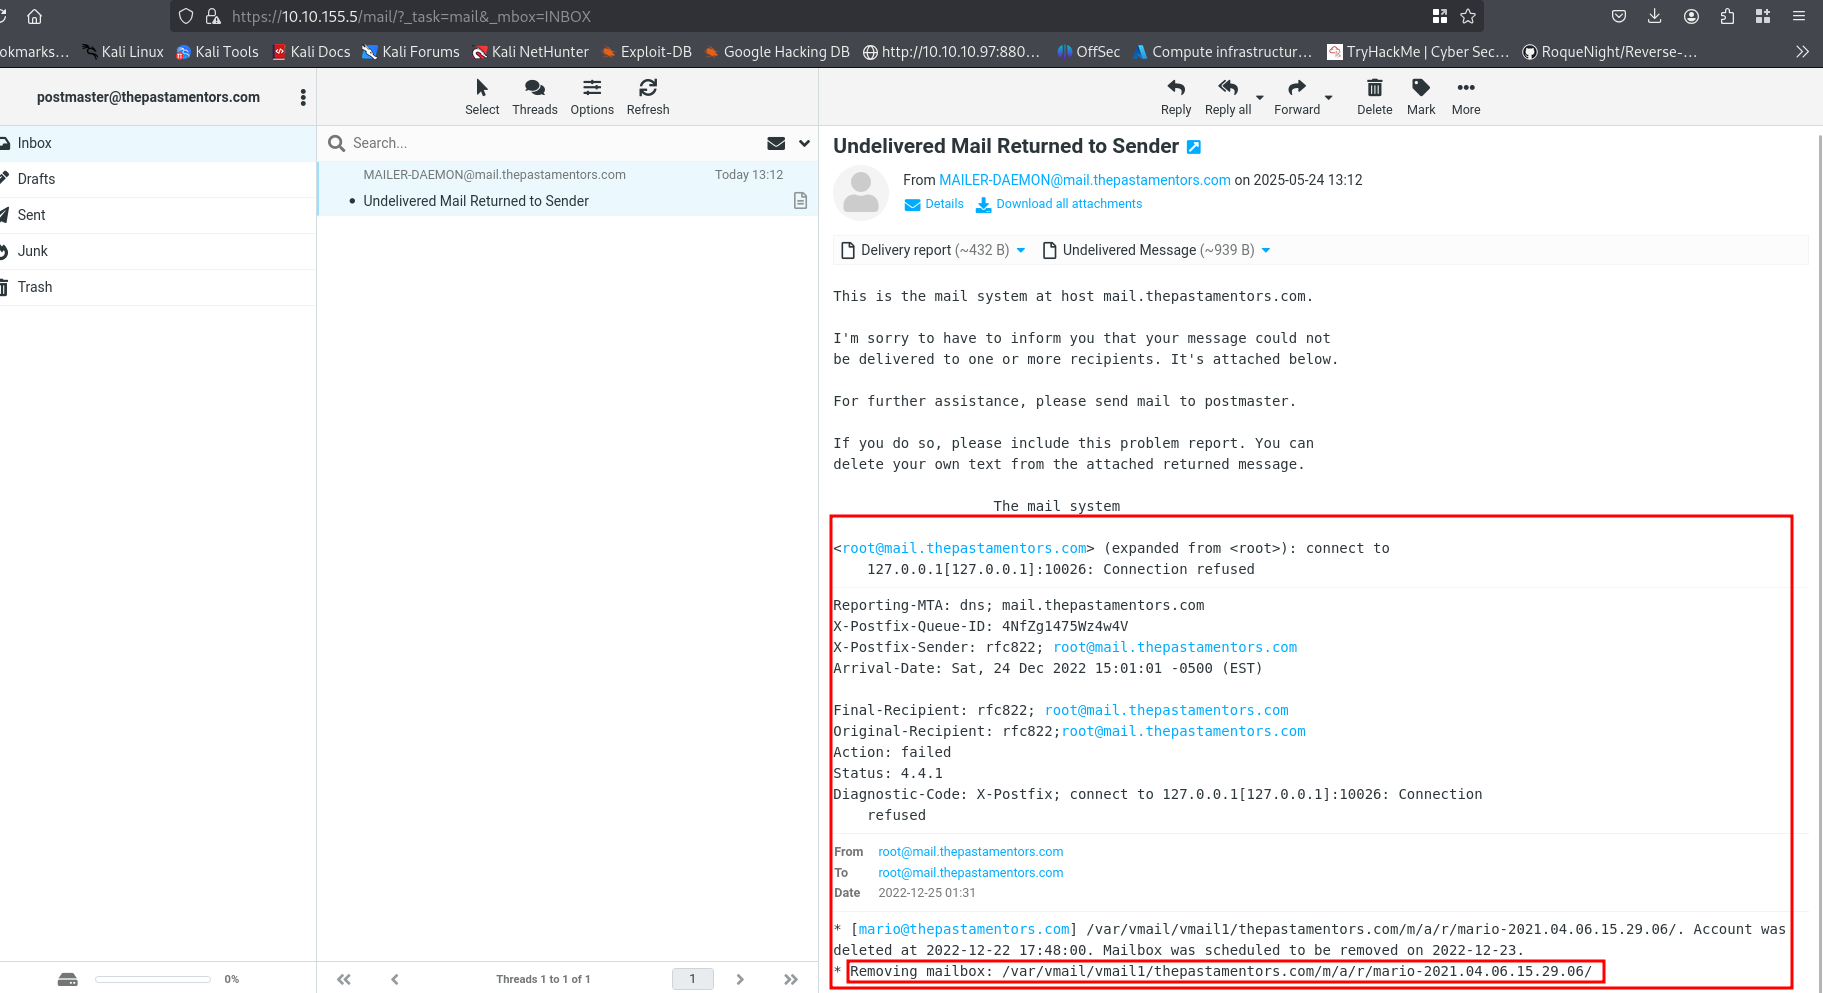 https://10.10.155.5/mail/?_task=mail&_mbox=INBOX
okmarks… Kali Linux Kali Tools Kali Docs Kali Forums Kali NetHunter Exploit-DB Google Hacking DB http://10.10.10.97:880… OffSec Compute infrastructur… TryHackMe | Cyber Sec… RoqueNight/Reverse-…
postmaster@thepastamentors.com
Select Threads Options Refresh
Reply Reply all Forward Delete Mark More
Inbox
Drafts
Sent
Junk
Trash
0%
Search...
MAILER-DAEMON@mail.thepastamentors.com Today 13:12
• Undelivered Mail Returned to Sender
Threads 1 to 1 of 1 1
Undelivered Mail Returned to Sender
From MAILER-DAEMON@mail.thepastamentors.com on 2025-05-24 13:12
Details Download all attachments
Delivery report (~432 B) Undelivered Message (~939 B)
This is the mail system at host mail.thepastamentors.com.
I'm sorry to have to inform you that your message could not
be delivered to one or more recipients. It's attached below.
For further assistance, please send mail to postmaster.
If you do so, please include this problem report. You can
delete your own text from the attached returned message.
The mail system
<root@mail.thepastamentors.com> (expanded from <root>): connect to
127.0.0.1[127.0.0.1]:10026: Connection refused
Reporting-MTA: dns; mail.thepastamentors.com
X-Postfix-Queue-ID: 4NfZg1475Wz4w4V
X-Postfix-Sender: rfc822; root@mail.thepastamentors.com
Arrival-Date: Sat, 24 Dec 2022 15:01:01 -0500 (EST)
Final-Recipient: rfc822; root@mail.thepastamentors.com
Original-Recipient: rfc822;root@mail.thepastamentors.com
Action: failed
Status: 4.4.1
Diagnostic-Code: X-Postfix; connect to 127.0.0.1[127.0.0.1]:10026: Connection
refused
From root@mail.thepastamentors.com
To root@mail.thepastamentors.com
Date 2022-12-25 01:31
* [mario@thepastamentors.com] /var/vmail/vmail1/thepastamentors.com/m/a/r/mario-2021.04.06.15.29.06/. Account was
deleted at 2022-12-22 17:48:00. Mailbox was scheduled to be removed on 2022-12-23.
* Removing mailbox: /var/vmail/vmail1/thepastamentors.com/m/a/r/mario-2021.04.06.15.29.06/